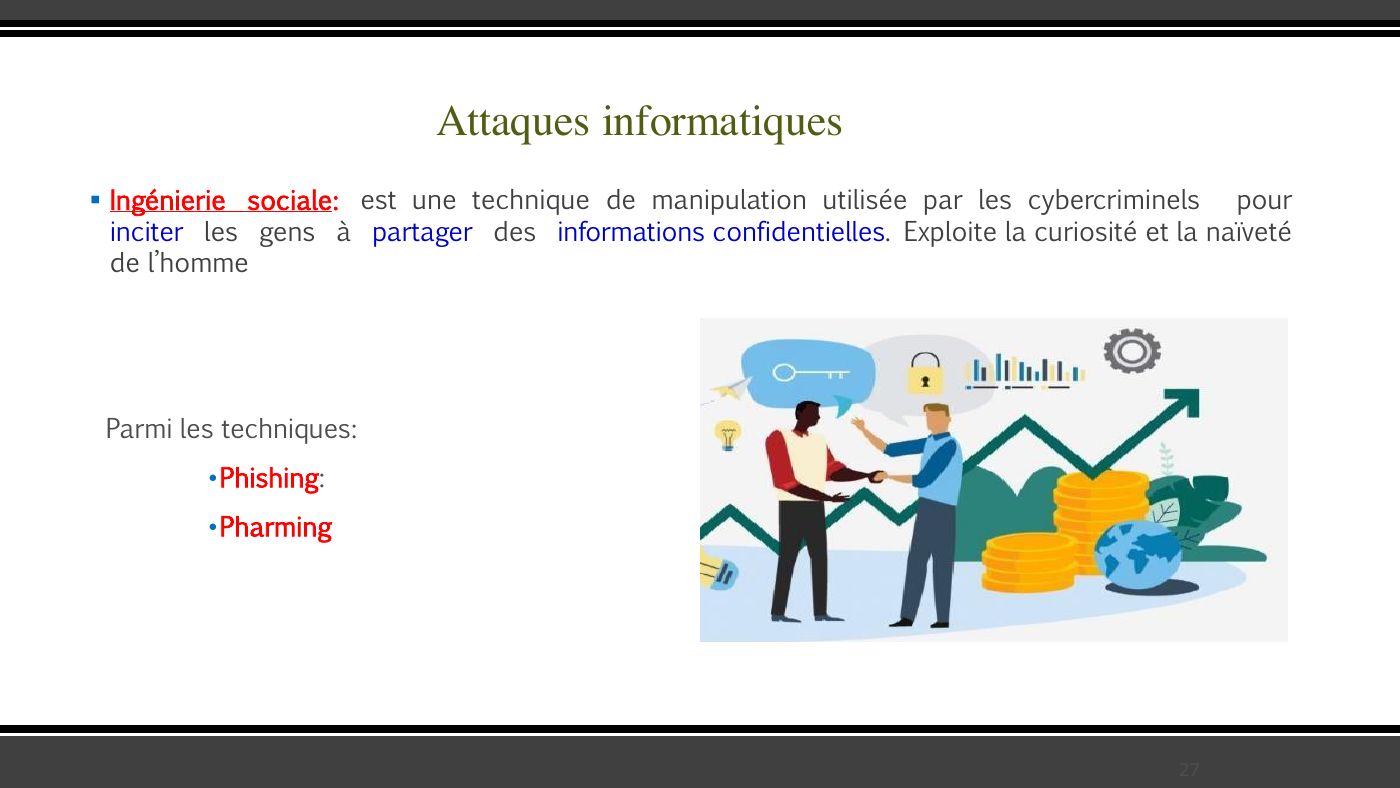 Attaques informatiques
▪ Ingénierie sociale: est une technique de manipulation utilisée par les cybercriminels pour
inciter les gens à partager des informations confidentielles. Exploite la curiosité et la naïveté
de l’homme
Parmi les techniques:
•Phishing:
•Pharming
27